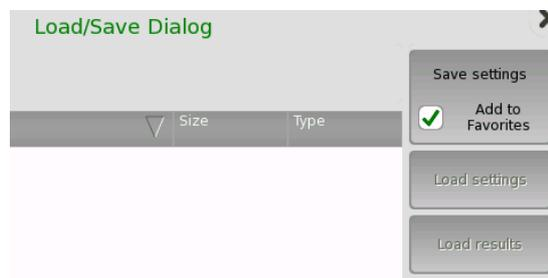 Load/Save Dialog
Size
Type
Save settings
Add to
Favorites
Load settings
Load results